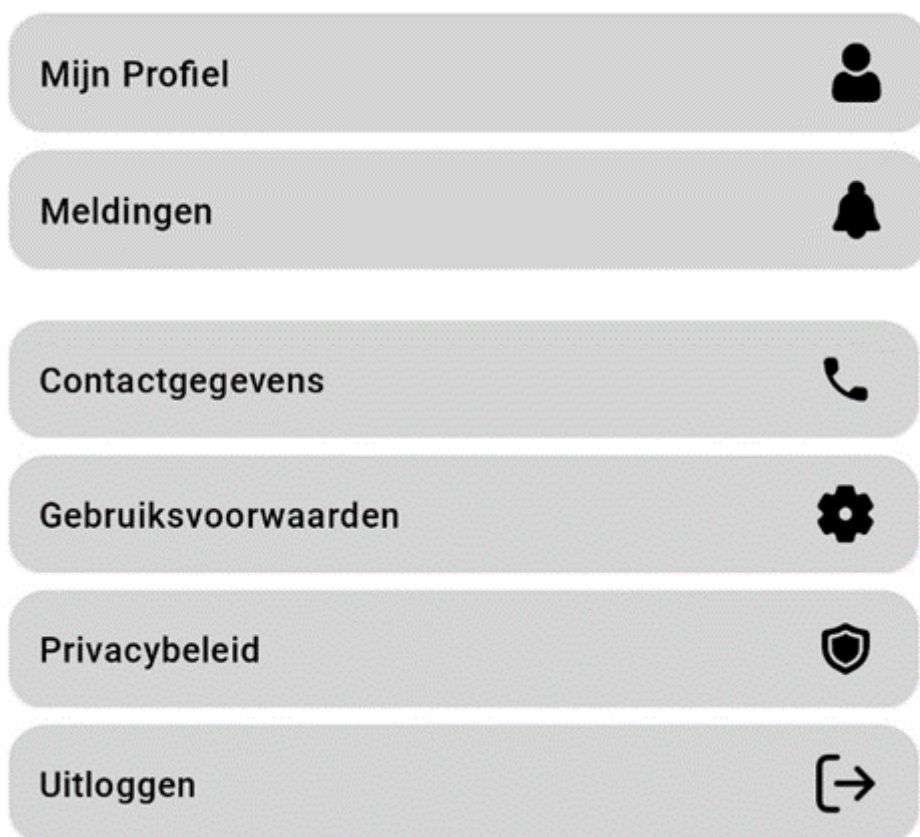 Mijn Profiel
Meldingen
Contactgegevens
Gebruiksvoorwaarden
Privacybeleid
Uitloggen